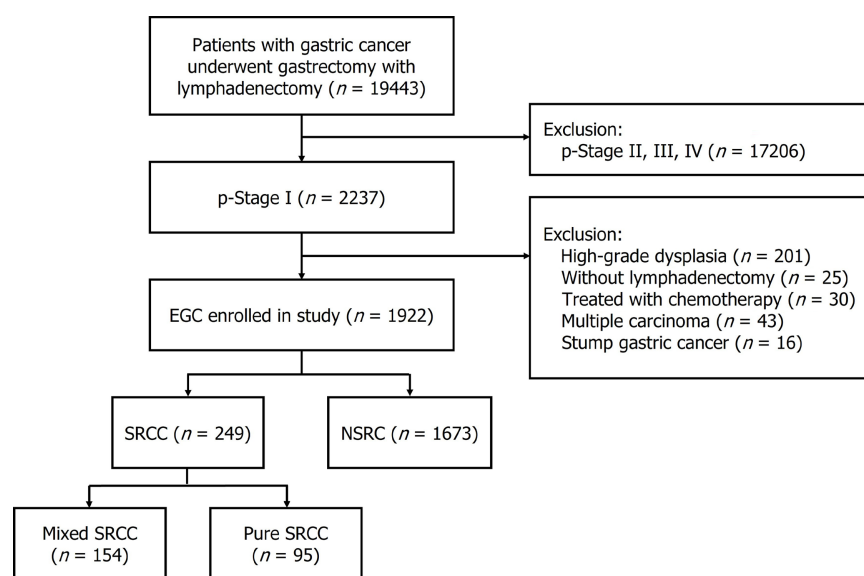 Patients with gastric cancer
underwent gastrectomy with
lymphadenectomy (n = 19443)
Exclusion:
p-Stage II, III, IV (n = 17206)
p-Stage I (n = 2237)
Exclusion:
High-grade dysplasia (n = 201)
Without lymphadenectomy (n = 25)
Treated with chemotherapy (n = 30)
Multiple carcinoma (n = 43)
Stump gastric cancer (n = 16)
EGC enrolled in study (n = 1922)
SRCC (n = 249)
NSRC (n = 1673)
Mixed SRCC
(n = 154)
Pure SRCC
(n = 95)